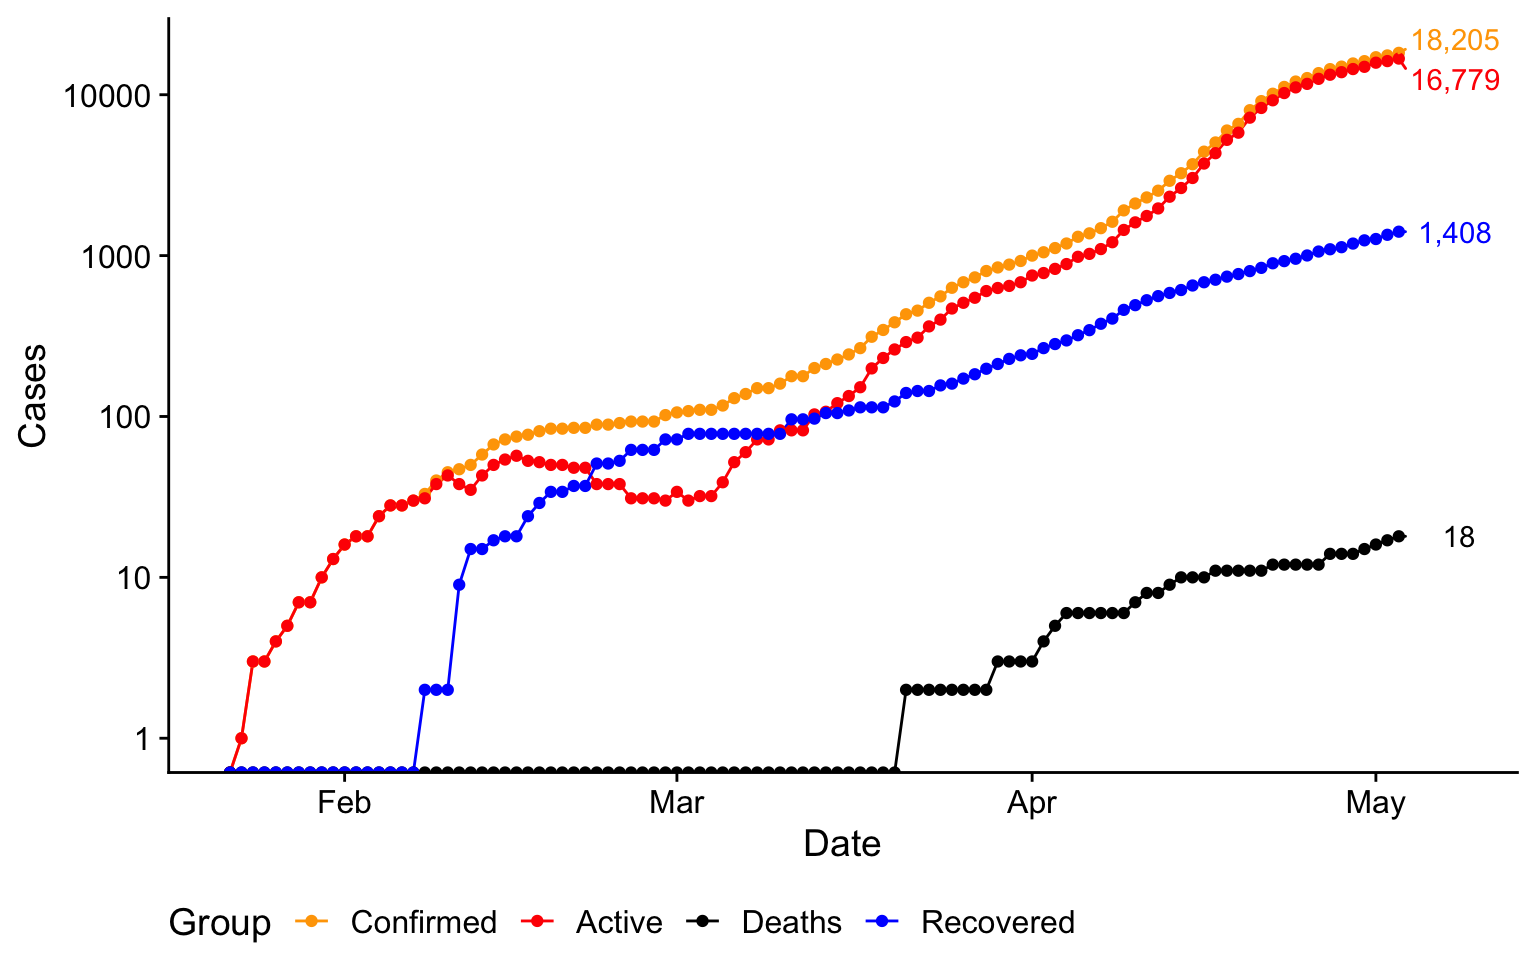 18,205
10000
16,779
1000
1,408
Cases
100
18
10
1
Feb Mar Apr May
Date
Group Confirmed Active Deaths Recovered